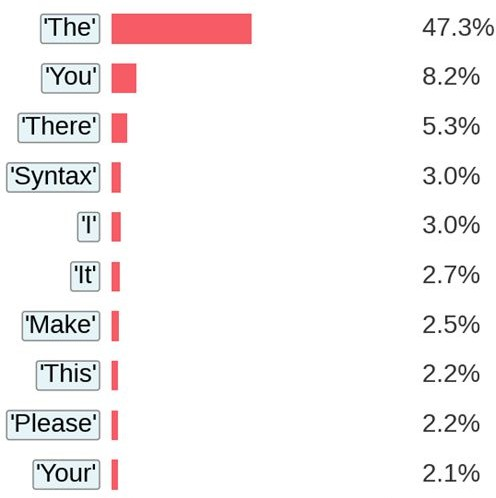 'The' 47.3%
'You' 8.2%
'There' 5.3%
'Syntax' 3.0%
'I' 3.0%
'It' 2.7%
'Make' 2.5%
'This' 2.2%
'Please' 2.2%
'Your' 2.1%